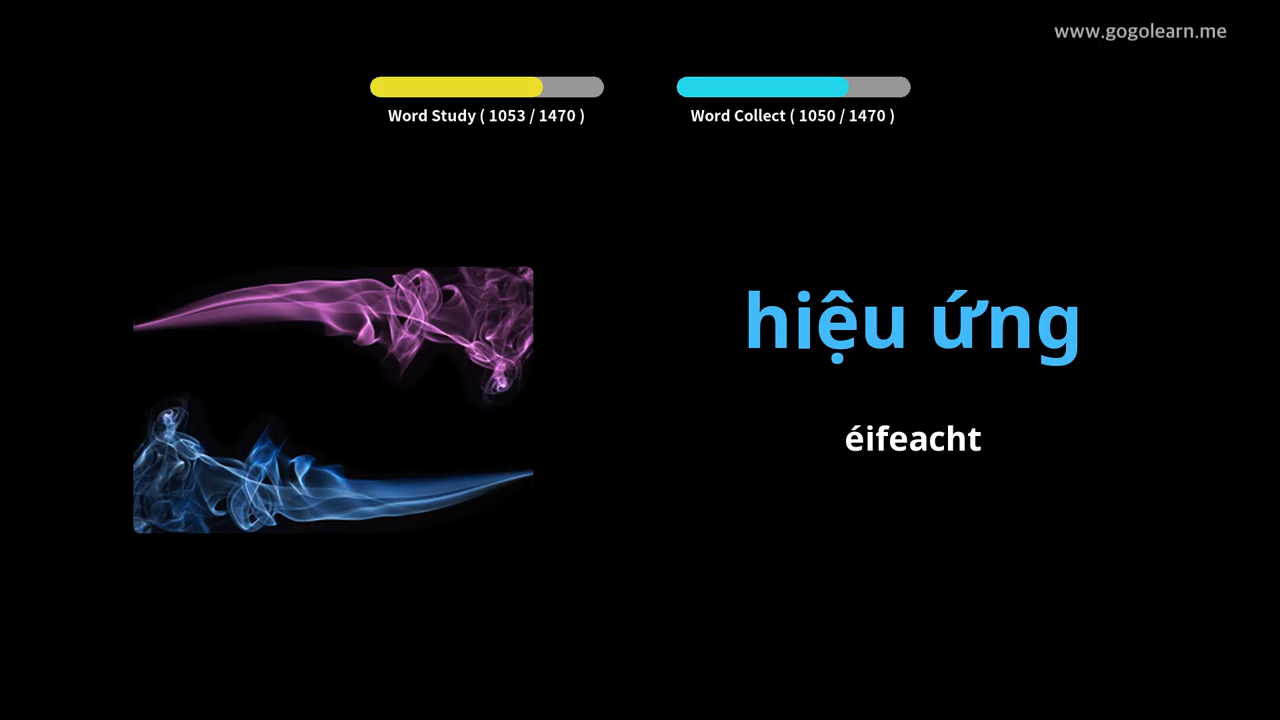 www.gogolearn.me
Word Study ( 1053 / 1470 )
Word Collect ( 1050 / 1470 )
hiệu ứng
éifeacht